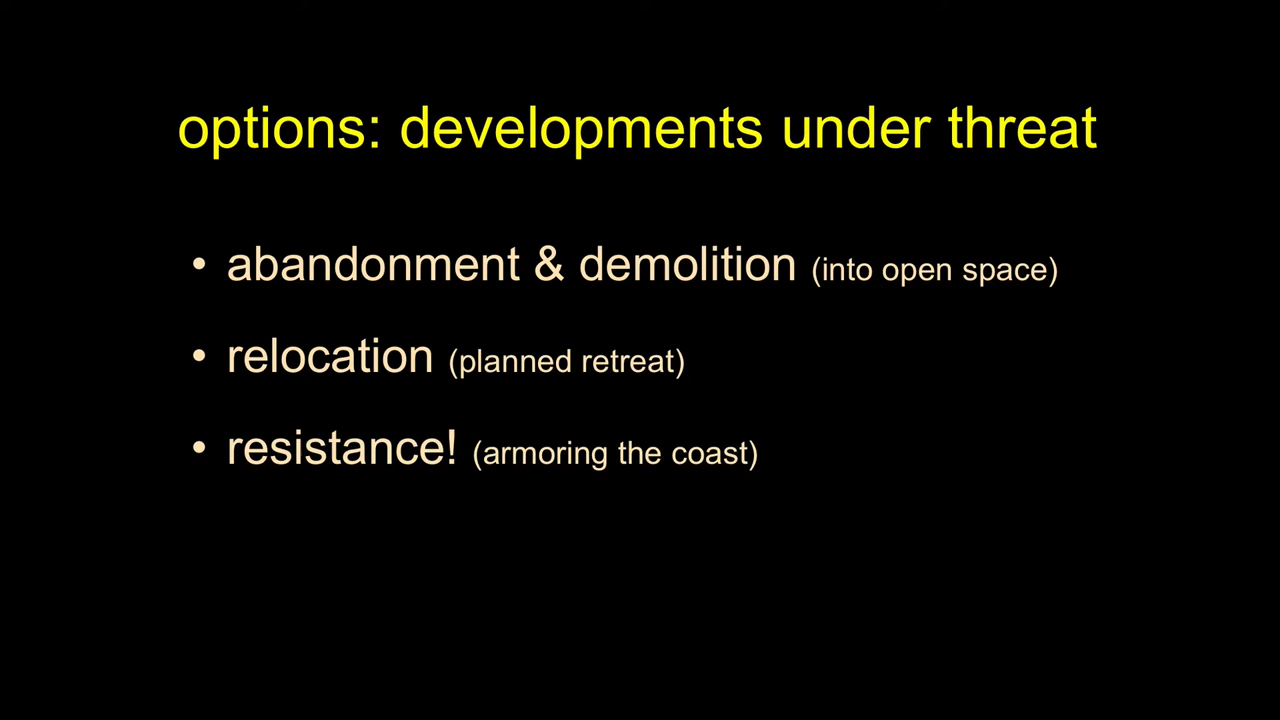 options: developments under threat
• abandonment & demolition (into open space)
• relocation (planned retreat)
• resistance! (armoring the coast)